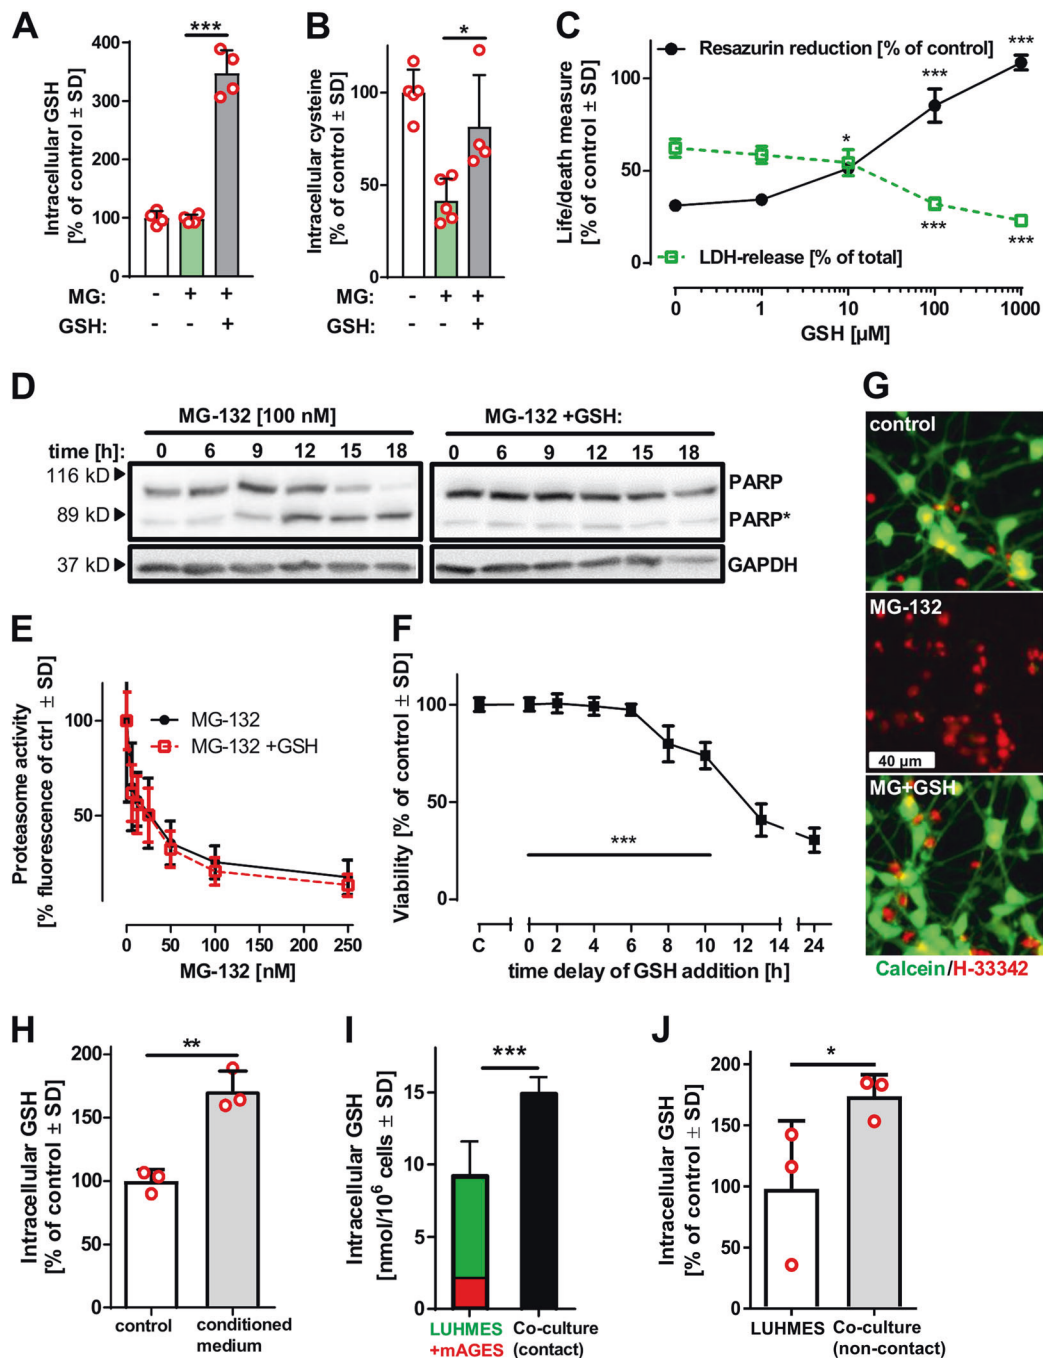 A
Intracellular GSH
[% of control ± SD]
400
300
200
100
0
***
MG: - + +
GSH: - - +
B
Intracellular cysteine
[% of control ± SD]
100
50
0
*
MG: - + +
GSH: - - +
C
Life/death measure
[% of control ± SD]
100
50
0
Resazurin reduction [% of control]
***
***
*
***
***
LDH-release [% of total]
0 1 10 100 1000
GSH [µM]
D
MG-132 [100 nM]
MG-132 +GSH:
time [h]: 0 6 9 12 15 18
0 6 9 12 15 18
116 kD
89 kD
37 kD
PARP
PARP*
GAPDH
E
Proteasome activity
[% fluorescence of ctrl ± SD]
100
50
MG-132
MG-132 +GSH
0 50 100 150 200 250
MG-132 [nM]
F
Viability [% of control ± SD]
100
50
0
***
C 0 2 4 6 8 10 12 14 24
time delay of GSH addition [h]
G
control
MG-132
40 µm
MG+GSH
Calcein/H-33342
H
Intracellular GSH
[% of control ± SD]
200
150
100
50
0
**
control
conditioned
medium
I
Intracellular GSH
[nmol/10⁶ cells ± SD]
15
10
5
0
***
LUHMES
+mAGES
Co-culture
(contact)
J
Intracellular GSH
[% of control ± SD]
200
150
100
50
0
*
LUHMES
Co-culture
(non-contact)